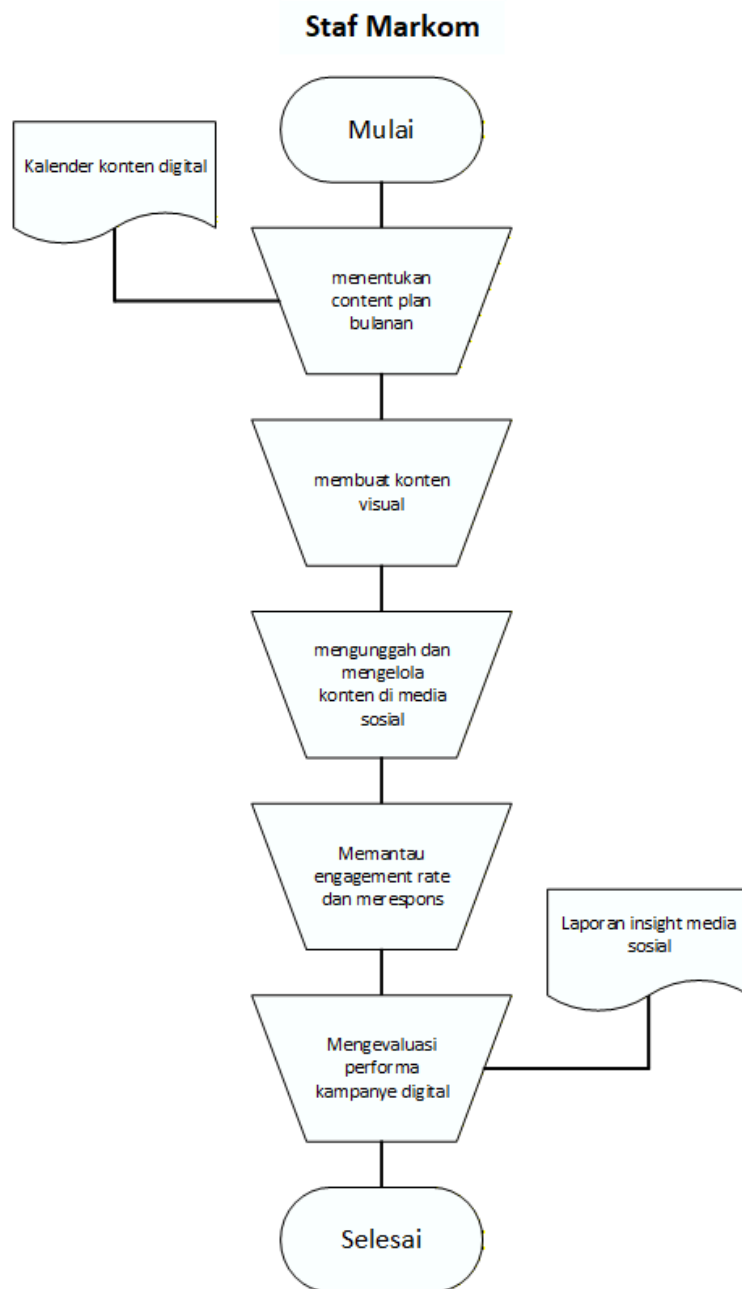 Staf Markom
Mulai
Kalender konten digital
menentukan
content plan
bulanan
membuat konten
visual
mengunggah dan
mengelola
konten di media
sosial
Memantau
engagement rate
dan merespons
Laporan insight media
sosial
Mengevaluasi
performa
kampanye digital
Selesai